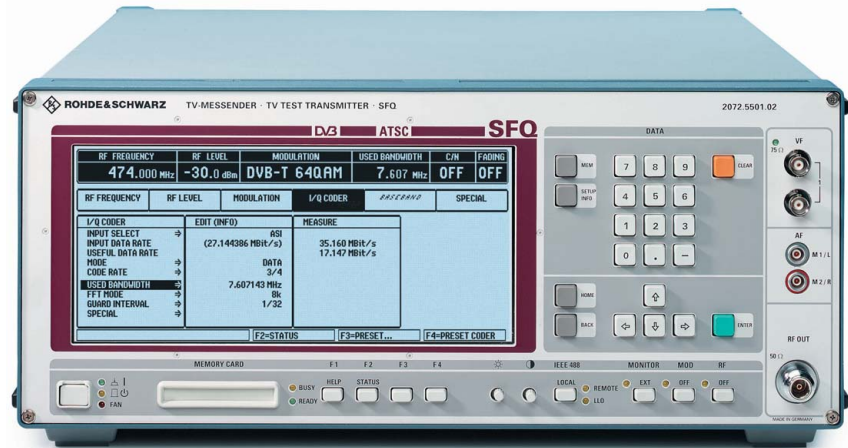 ROHDE&SCHWARZ TV-MESSENDER · TV TEST TRANSMITTER · SFQ 2072.5501.02
DVB ATSC SFQ
DATA
RF FREQUENCY RF LEVEL MODULATION USED BANDWIDTH C/N FADING
474.000 MHz -30.0 dBm DVB-T 64QAM 7.607 MHz OFF OFF
RF FREQUENCY RF LEVEL MODULATION I/Q CODER BASEBAND SPECIAL
I/Q CODER EDIT (INFO) MEASURE
INPUT SELECT ⇒ ASI
INPUT DATA RATE (27.144386 MBit/s) 35.160 MBit/s
USEFUL DATA RATE 17.147 MBit/s
MODE ⇒ DATA
CODE RATE ⇒ 3/4
USED BANDWIDTH ⇒ 7.607143 MHz
FFT MODE ⇒ 8k
GUARD INTERVAL ⇒ 1/32
SPECIAL ⇒
F2=STATUS F3=PRESET... F4=PRESET CODER
MEM 7 8 9 CLEAR
SETUP INFO 4 5 6
1 2 3
0 . –
HOME ⇧
BACK ⇦ ⇩ ⇨ ENTER
VF
75 Ω
AF
M 1 / L
M 2 / R
RF OUT
50 Ω
MADE IN GERMANY
MEMORY CARD F1 F2 F3 F4 IEEE 488 MONITOR MOD RF
BUSY HELP STATUS LOCAL REMOTE EXT OFF OFF
READY LLO
FAN